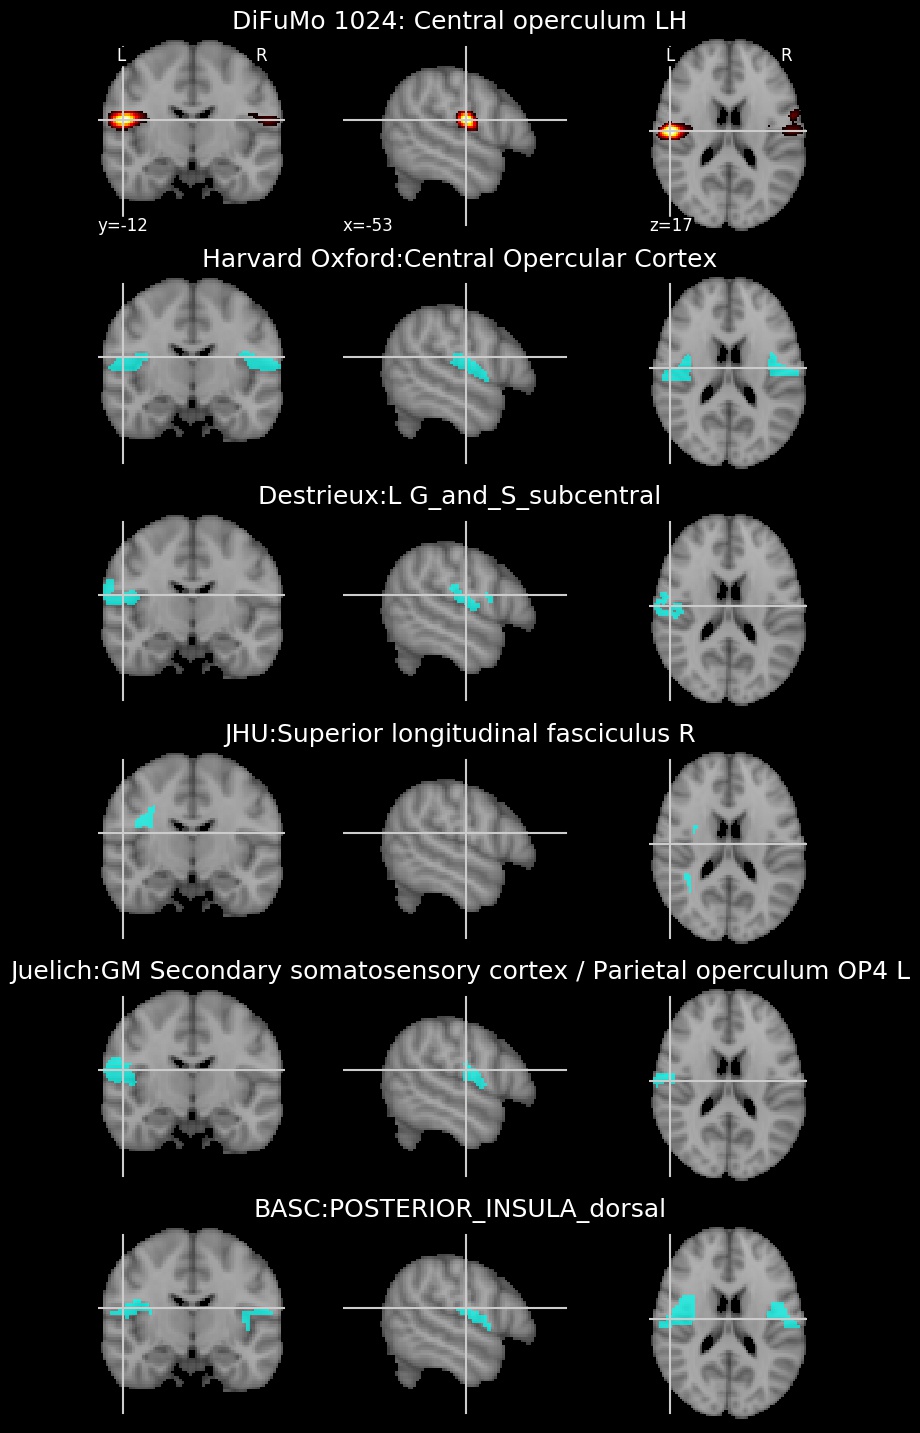 DiFuMo 1024: Central operculum LH
L R L R
y=-12 x=-53 z=17
Harvard Oxford:Central Opercular Cortex
Destrieux:L G_and_S_subcentral
JHU:Superior longitudinal fasciculus R
Juelich:GM Secondary somatosensory cortex / Parietal operculum OP4 L
BASC:POSTERIOR_INSULA_dorsal